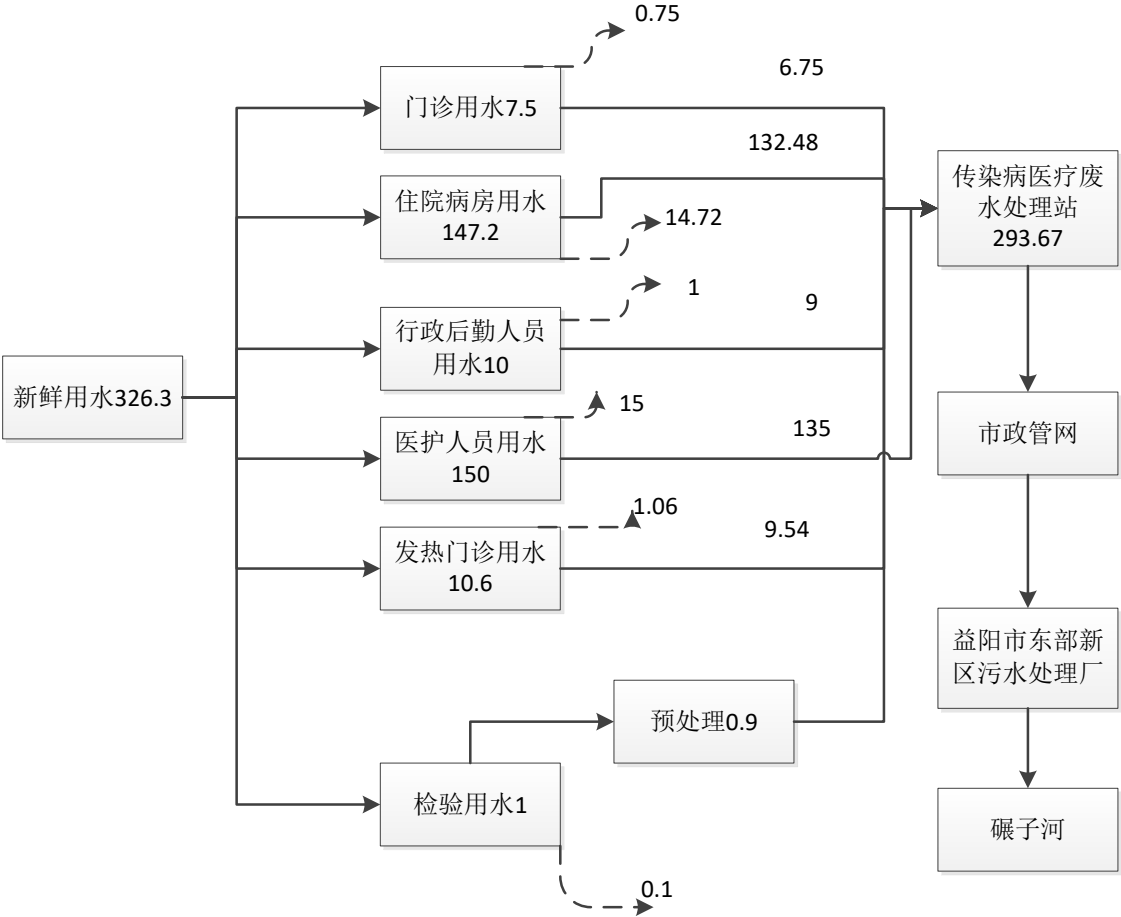 0.75
6.75
门诊用水7.5
132.48
住院病房用水
147.2
14.72
传染病医疗废
水处理站
293.67
1
9
行政后勤人员
用水10
新鲜用水326.3
15
135
医护人员用水
150
市政管网
1.06
9.54
发热门诊用水
10.6
益阳市东部新
区污水处理厂
预处理0.9
检验用水1
碾子河
0.1